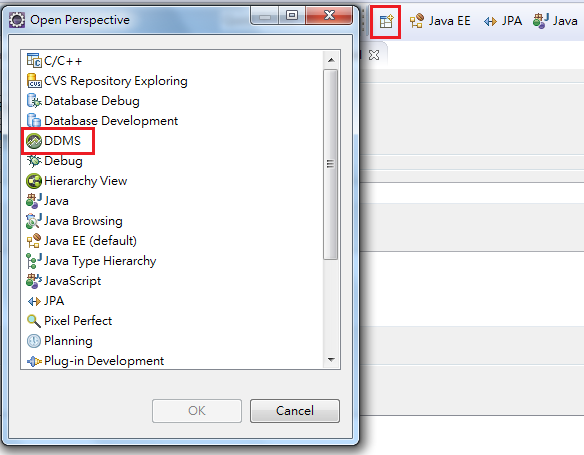 Open Perspective
Java EE
JPA
Java
C/C++
CVS Repository Exploring
Database Debug
Database Development
DDMS
Debug
Hierarchy View
Java
Java Browsing
Java EE (default)
Java Type Hierarchy
JavaScript
JPA
Pixel Perfect
Planning
Plug-in Development
OK
Cancel